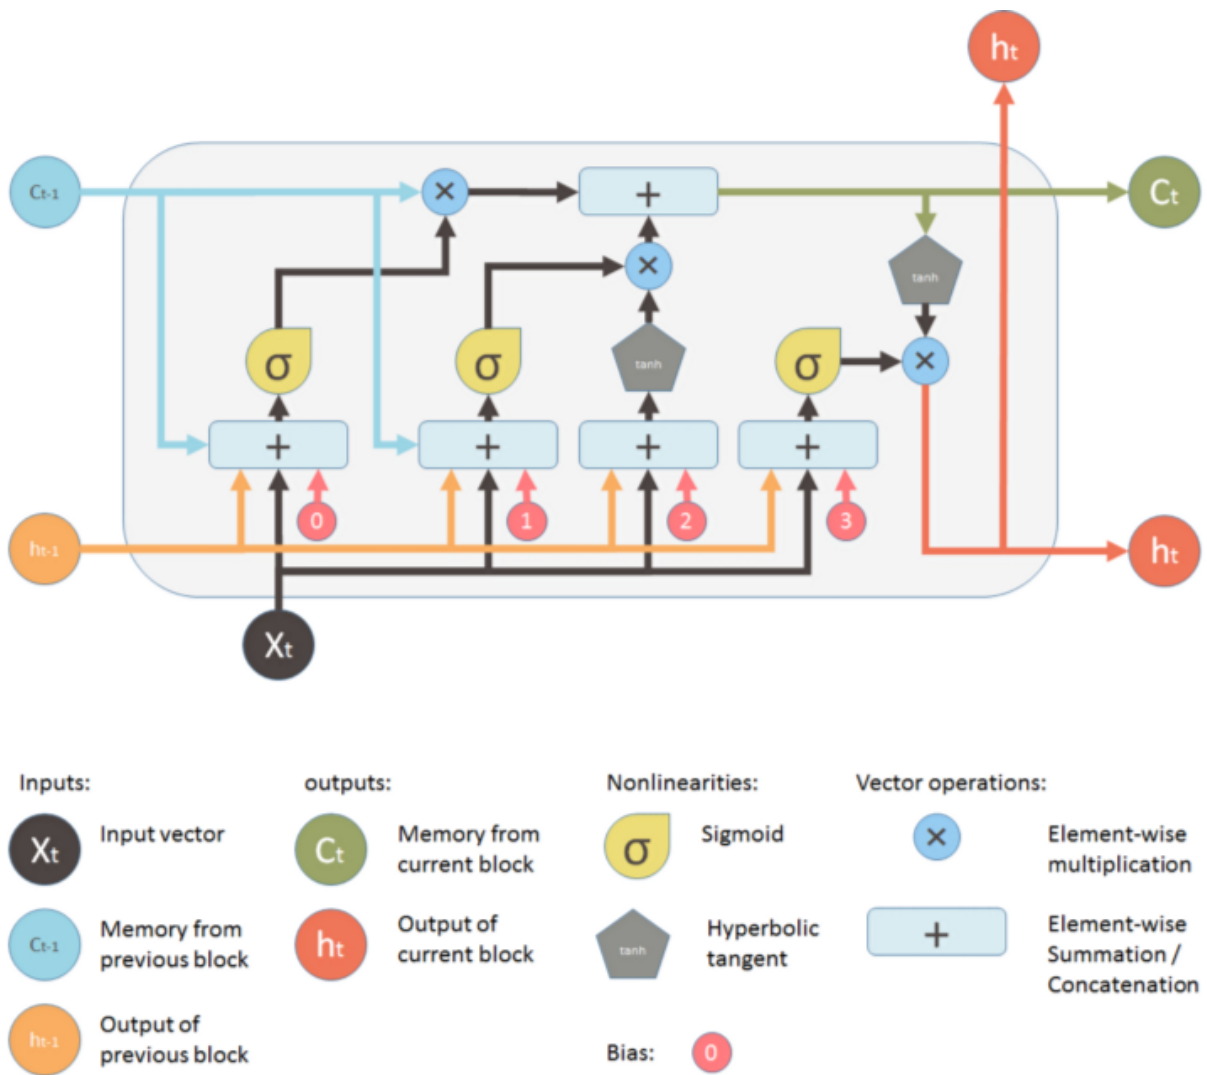 ht
Ct-1
×
+
Ct
×
tanh
σ
σ
tanh
σ
×
+
+
+
+
0
1
2
3
ht-1
ht
Xt
Inputs:
outputs:
Nonlinearities:
Vector operations:
Xt
Input vector
Ct
Memory from
current block
σ
Sigmoid
×
Element-wise
multiplication
Ct-1
Memory from
previous block
ht
Output of
current block
tanh
Hyperbolic
tangent
+
Element-wise
Summation /
Concatenation
ht-1
Output of
previous block
Bias:
0